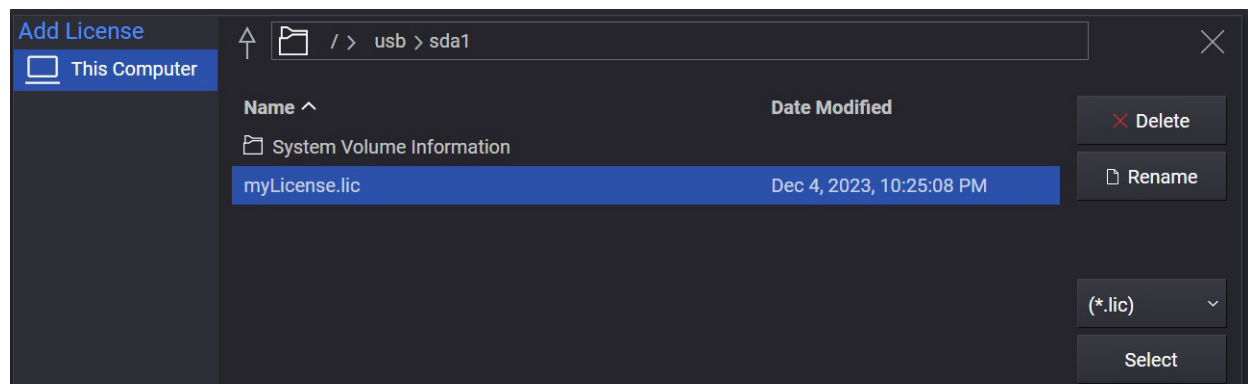 Add License
This Computer
/ > usb > sda1
Name Date Modified
System Volume Information
myLicense.lic Dec 4, 2023, 10:25:08 PM
Delete
Rename
(*.lic)
Select